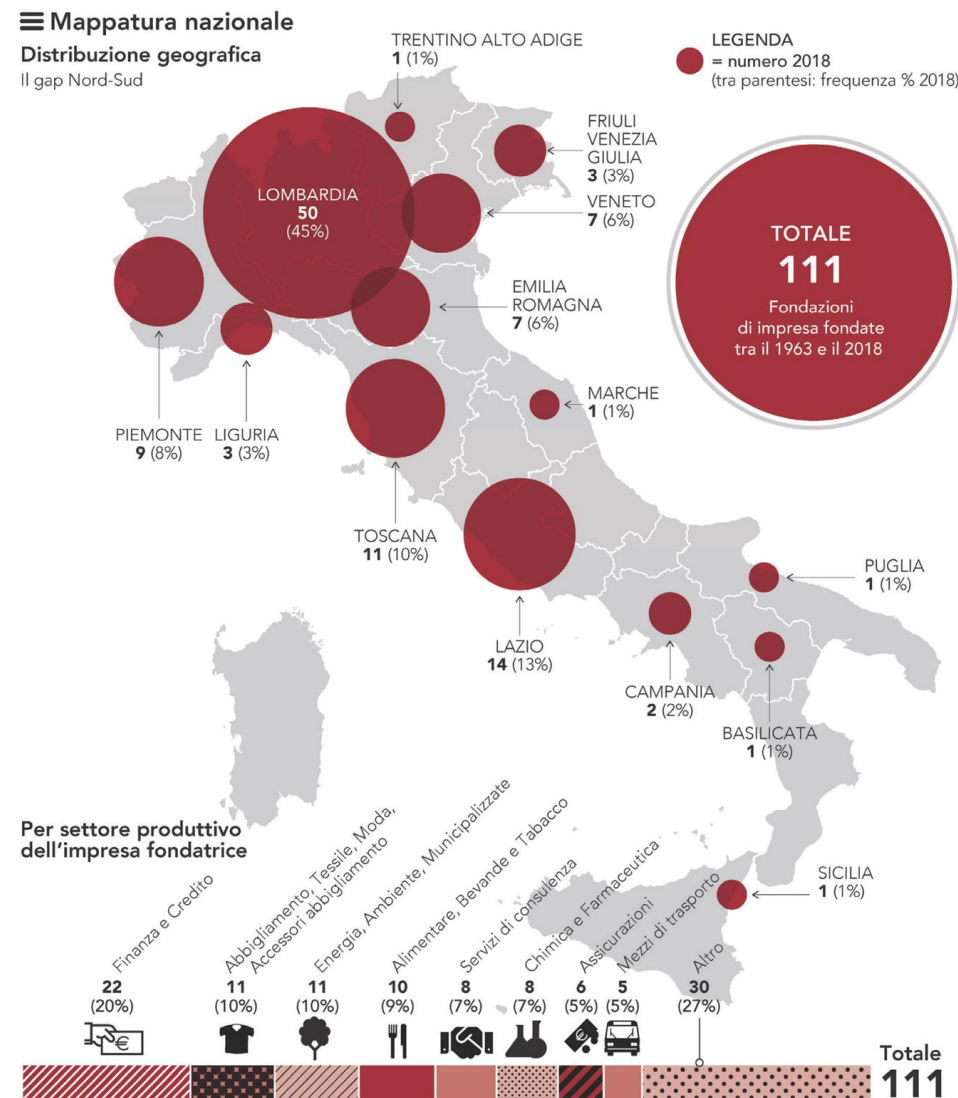 Mappatura nazionale
Distribuzione geografica
Il gap Nord-Sud
LEGENDA
= numero 2018
(tra parentesi: frequenza % 2018)
TRENTINO ALTO ADIGE
1 (1%)
FRIULI
VENEZIA
GIULIA
3 (3%)
LOMBARDIA
50
(45%)
VENETO
7 (6%)
TOTALE
111
Fondazioni
di impresa fondate
tra il 1963 e il 2018
EMILIA
ROMAGNA
7 (6%)
MARCHE
1 (1%)
PIEMONTE
9 (8%)
LIGURIA
3 (3%)
TOSCANA
11 (10%)
PUGLIA
1 (1%)
LAZIO
14 (13%)
CAMPANIA
2 (2%)
BASILICATA
1 (1%)
SICILIA
1 (1%)
Per settore produttivo
dell'impresa fondatrice
Finanza e Credito
22
(20%)
Abbigliamento, Tessile, Moda,
Accessori abbigliamento
11
(10%)
Energia, Ambiente, Municipalizzate
11
(10%)
Alimentare, Bevande e Tabacco
10
(9%)
Servizi di consulenza
8
(7%)
Chimica e Farmaceutica
8
(7%)
Assicurazioni
6
(5%)
Mezzi di trasporto
5
(5%)
Altro
30
(27%)
€
€
Totale
111